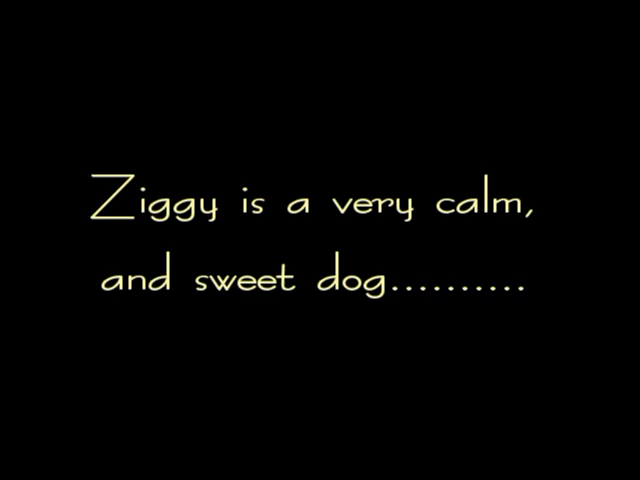 Ziggy is a very calm,
and sweet dog..........